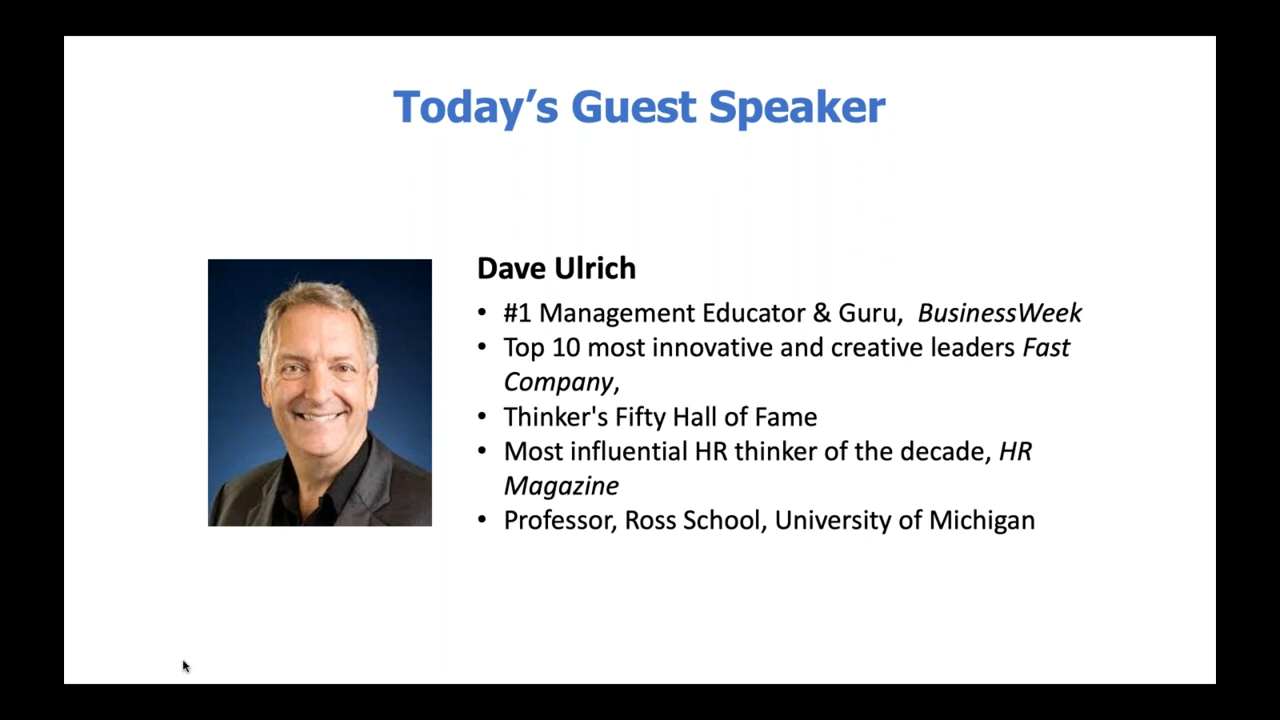 Today’s Guest Speaker
Dave Ulrich
• #1 Management Educator & Guru, BusinessWeek
• Top 10 most innovative and creative leaders Fast
Company,
• Thinker's Fifty Hall of Fame
• Most influential HR thinker of the decade, HR
Magazine
• Professor, Ross School, University of Michigan